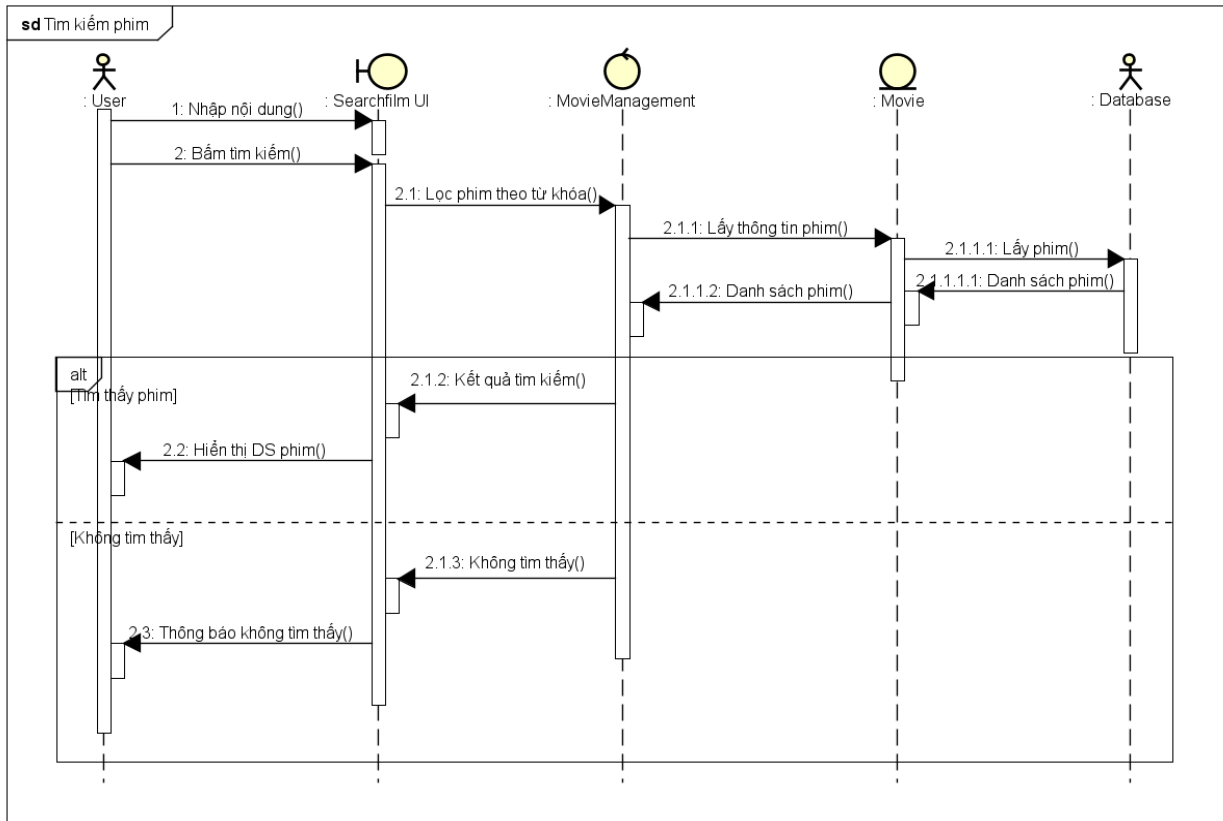 sd Tìm kiếm phim
: User
: Searchfilm UI
: MovieManagement
: Movie
: Database
1: Nhập nội dung()
2: Bấm tìm kiếm()
2.1: Lọc phim theo từ khóa()
2.1.1: Lấy thông tin phim()
2.1.1.1: Lấy phim()
2.1.1.1.1: Danh sách phim()
2.1.1.2: Danh sách phim()
alt
[Tìm thấy phim]
2.1.2: Kết quả tìm kiếm()
2.2: Hiển thị DS phim()
[Không tìm thấy]
2.1.3: Không tìm thấy()
2.3: Thông báo không tìm thấy()